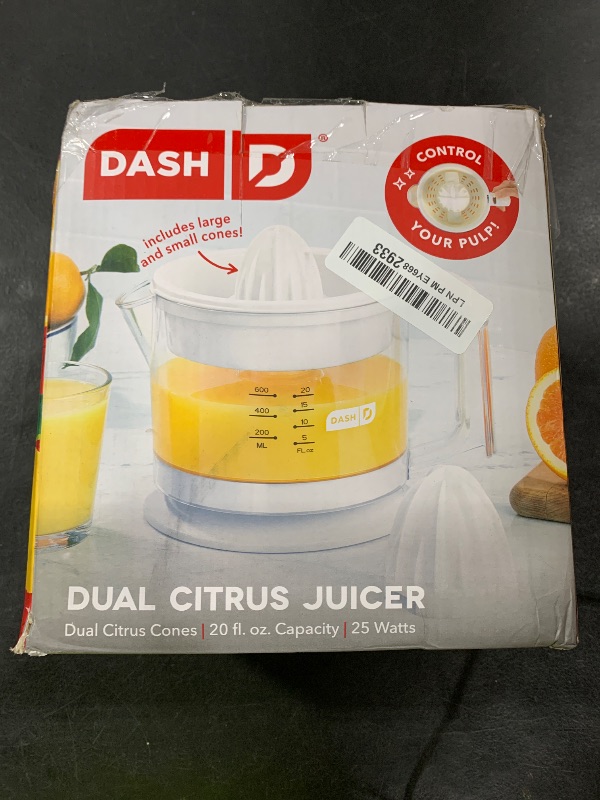 DASH D®
CONTROL
YOUR PULP!
includes large
and small cones!
LPN PM EY668 2933
600 20
15
400
10
200
5
ML
FL.oz
DASH D
DUAL CITRUS JUICER
Dual Citrus Cones | 20 fl. oz. Capacity | 25 Watts